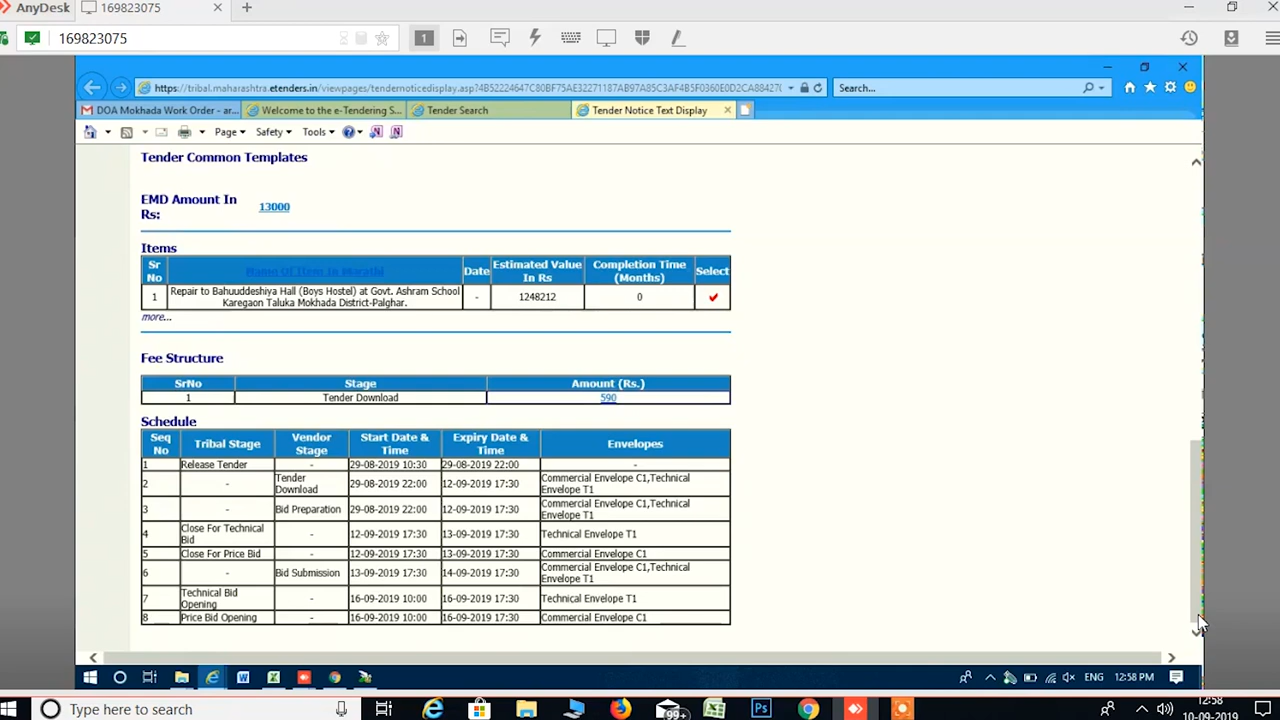 AnyDesk 169823075
169823075
1
https://tribal.maharashtra.etenders.in/viewpages/tendernoticedisplay.asp?
Search...
DOA Mokhada Work Order - ar... Welcome to the e-Tendering S... Tender Search Tender Notice Text Display
Page Safety Tools
Tender Common Templates
EMD Amount In
Rs: 13000
Items
Sr
No Name Of Item In Marathi Date Estimated Value
In Rs Completion Time
(Months) Select
1 Repair to Bahuuddeshiya Hall (Boys Hostel) at Govt. Ashram School
Karegaon Taluka Mokhada District-Palghar. - 1248212 0
more...
Fee Structure
SrNo Stage Amount (Rs.)
1 Tender Download 590
Schedule
Seq
No Tribal Stage Vendor
Stage Start Date &
Time Expiry Date &
Time Envelopes
1 Release Tender - 29-08-2019 10:30 29-08-2019 22:00 -
2 - Tender
Download 29-08-2019 22:00 12-09-2019 17:30 Commercial Envelope C1,Technical
Envelope T1
3 - Bid Preparation 29-08-2019 22:00 12-09-2019 17:30 Commercial Envelope C1,Technical
Envelope T1
4 Close For Technical
Bid - 12-09-2019 17:30 13-09-2019 17:30 Technical Envelope T1
5 Close For Price Bid - 12-09-2019 17:30 13-09-2019 17:30 Commercial Envelope C1
6 - Bid Submission 13-09-2019 17:30 14-09-2019 17:30 Commercial Envelope C1,Technical
Envelope T1
7 Technical Bid
Opening - 16-09-2019 10:00 16-09-2019 17:30 Technical Envelope T1
8 Price Bid Opening - 16-09-2019 10:00 16-09-2019 17:30 Commercial Envelope C1
ENG 12:58 PM
Type here to search 99+ 12:58
10-09-2019